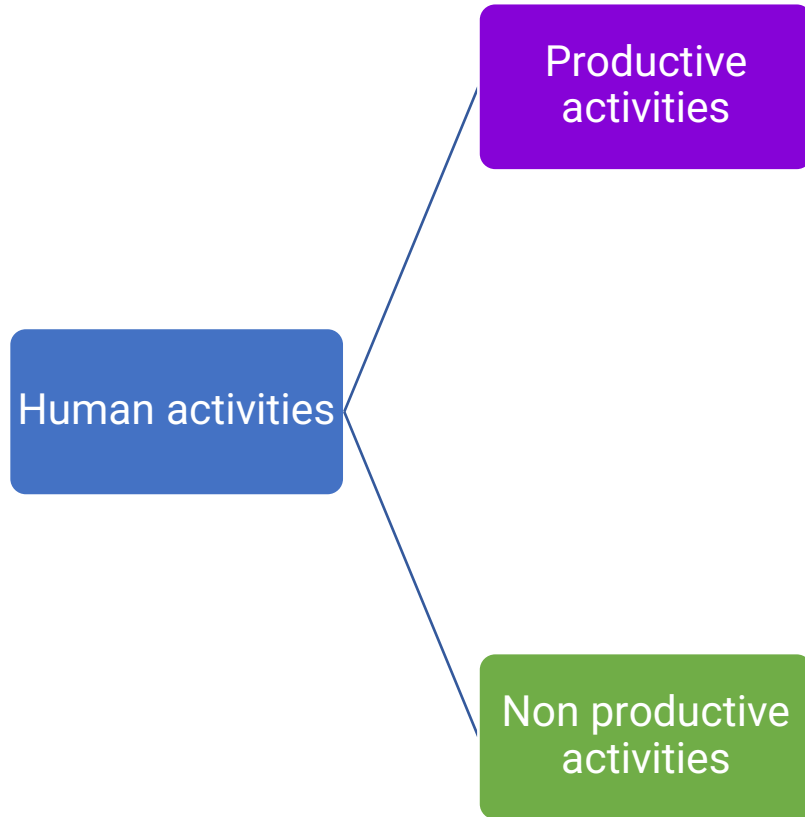 Productive
activities
Human activities
Non productive
activities